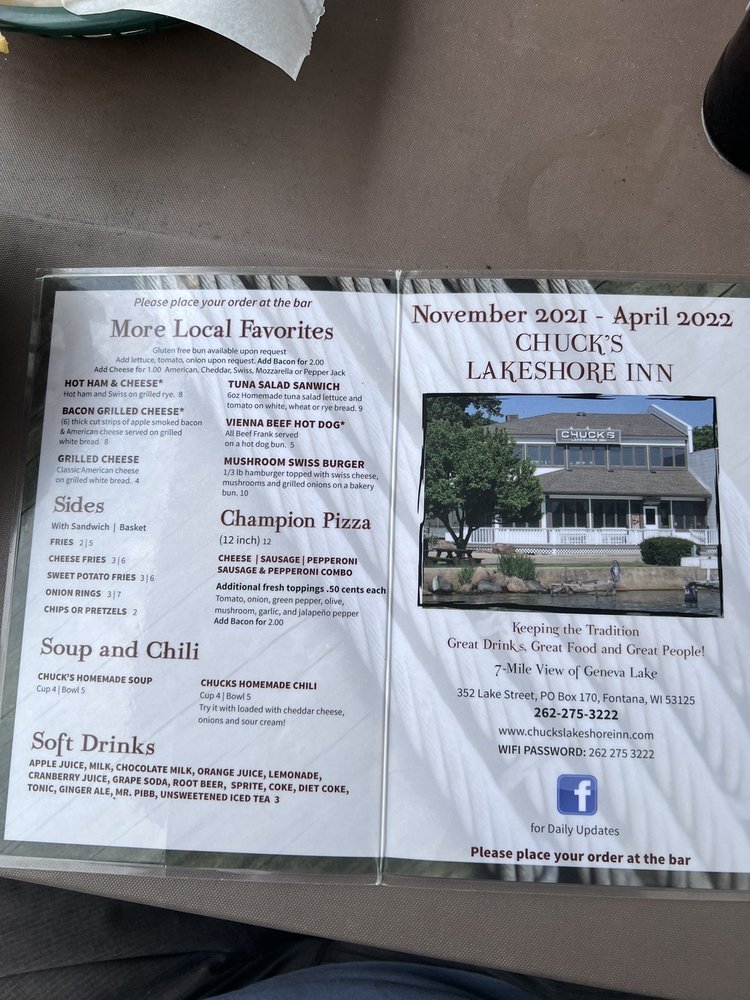 Please place your order at the bar
More Local Favorites
Gluten free bun available upon request
Add lettuce, tomato, onion upon request. Add Bacon for 2.00
Add Cheese for 1.00 American, Cheddar, Swiss, Mozzarella or Pepper Jack
HOT HAM & CHEESE*
Hot ham and Swiss on grilled rye. 8
BACON GRILLED CHEESE*
(6) thick cut strips of apple smoked bacon
& American cheese served on grilled
white bread. 8
GRILLED CHEESE
Classic American cheese
on grilled white bread. 4
TUNA SALAD SANWICH
6oz Homemade tuna salad lettuce and
tomato on white, wheat or rye bread. 9
VIENNA BEEF HOT DOG*
All Beef Frank served
on a hot dog bun. 5
MUSHROOM SWISS BURGER
1/3 lb hamburger topped with swiss cheese,
mushrooms and grilled onions on a bakery
bun. 10
Sides
With Sandwich | Basket
FRIES 2|5
CHEESE FRIES 3|6
SWEET POTATO FRIES 3|6
ONION RINGS 3|7
CHIPS OR PRETZELS 2
Champion Pizza
(12 inch) 12
CHEESE | SAUSAGE | PEPPERONI
SAUSAGE & PEPPERONI COMBO
Additional fresh toppings .50 cents each
Tomato, onion, green pepper, olive,
mushroom, garlic, and jalapeño pepper
Add Bacon for 2.00
Soup and Chili
CHUCK'S HOMEMADE SOUP
Cup 4 | Bowl 5
CHUCKS HOMEMADE CHILI
Cup 4 | Bowl 5
Try it with loaded with cheddar cheese,
onions and sour cream!
Soft Drinks
APPLE JUICE, MILK, CHOCOLATE MILK, ORANGE JUICE, LEMONADE,
CRANBERRY JUICE, GRAPE SODA, ROOT BEER, SPRITE, COKE, DIET COKE,
TONIC, GINGER ALE, MR. PIBB, UNSWEETENED ICED TEA 3
November 2021 - April 2022
CHUCK'S
LAKESHORE INN
CHUCK'S
LAKESHORE INN
Keeping the Tradition
Great Drinks, Great Food and Great People!
7-Mile View of Geneva Lake
352 Lake Street, PO Box 170, Fontana, WI 53125
262-275-3222
www.chuckslakeshoreinn.com
WIFI PASSWORD: 262 275 3222
f
for Daily Updates
Please place your order at the bar